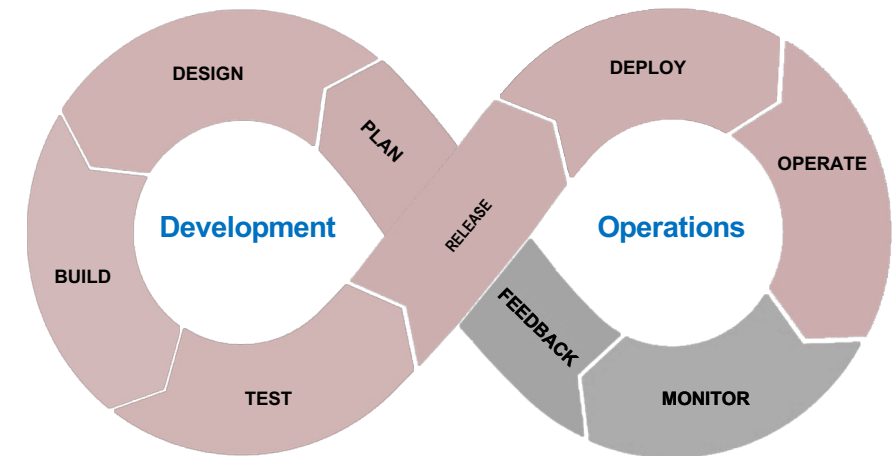 DESIGN
PLAN
DEPLOY
OPERATE
Development
RELEASE
Operations
BUILD
FEEDBACK
TEST
MONITOR